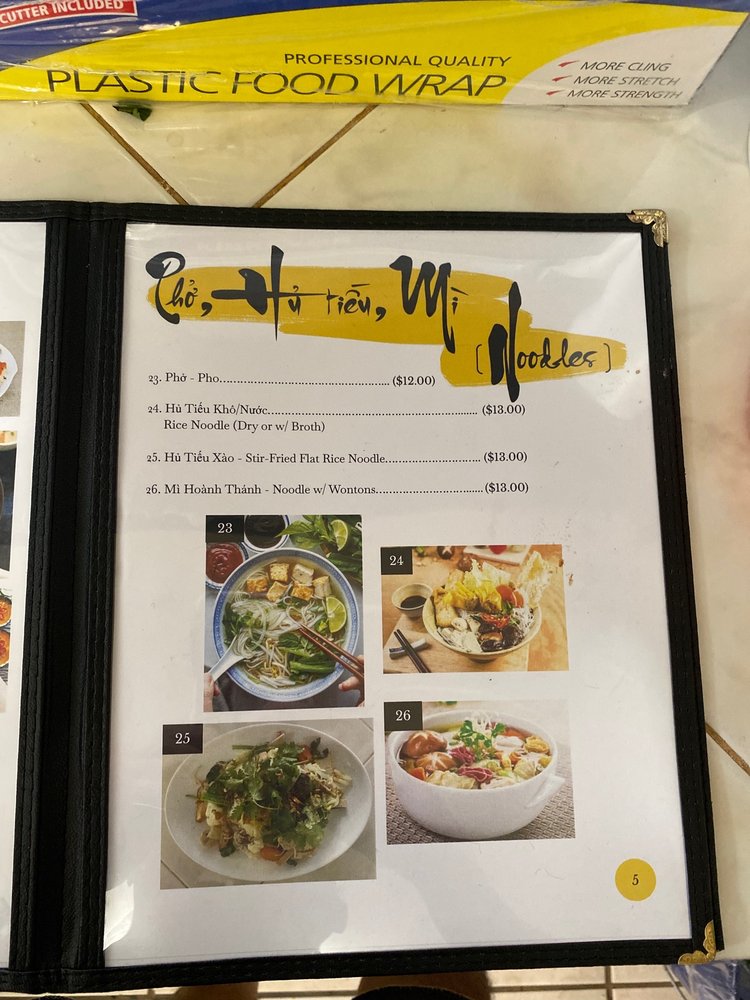 CUTTER INCLUDED
PROFESSIONAL QUALITY
PLASTIC FOOD WRAP
MORE CLING
MORE STRETCH
MORE STRENGTH
Phở, Hủ tiếu, Mì
[Noodles]
23. Phở - Pho................................................ ($12.00)
24. Hủ Tiếu Khô/Nước........................................................... ($13.00)
Rice Noodle (Dry or w/ Broth)
25. Hủ Tiếu Xào - Stir-Fried Flat Rice Noodle........................... ($13.00)
26. Mì Hoành Thánh - Noodle w/ Wontons.............................. ($13.00)
23
24
25
26
5